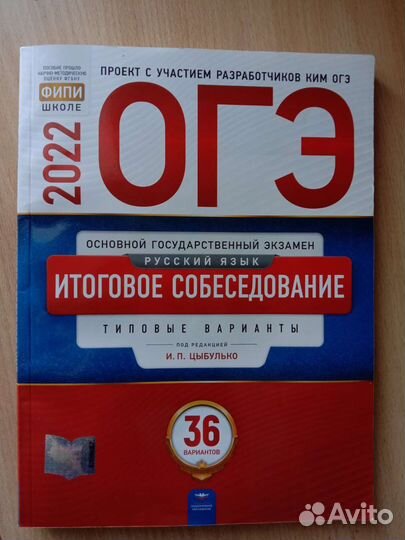 ПОСОБИЕ ПРОШЛО
НАУЧНО-МЕТОДИЧЕСКУЮ
ОЦЕНКУ ФГБНУ
ФИПИ
ШКОЛЕ
2022
ПРОЕКТ С УЧАСТИЕМ РАЗРАБОТЧИКОВ КИМ ОГЭ
ОГЭ
ОСНОВНОЙ ГОСУДАРСТВЕННЫЙ ЭКЗАМЕН
РУССКИЙ ЯЗЫК
ИТОГОВОЕ СОБЕСЕДОВАНИЕ
ТИПОВЫЕ ВАРИАНТЫ
ПОД РЕДАКЦИЕЙ
И. П. ЦЫБУЛЬКО
36
ВАРИАНТОВ
Avito